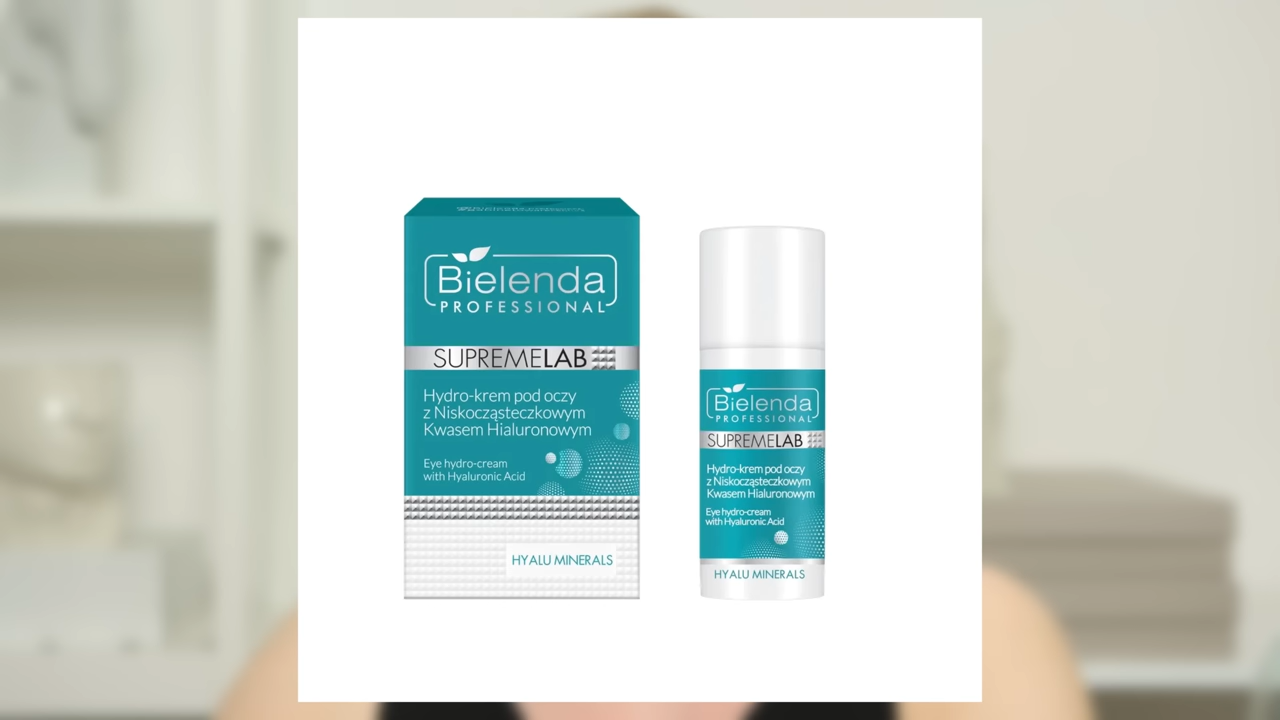 Bielenda
PROFESSIONAL
SUPREMELAB
Hydro-krem pod oczy
z Niskocząsteczkowym
Kwasem Hialuronowym
Eye hydro-cream
with Hyaluronic Acid
HYALU MINERALS
Bielenda
PROFESSIONAL
SUPREMELAB
Hydro-krem pod oczy
z Niskocząsteczkowym
Kwasem Hialuronowym
Eye hydro-cream
with Hyaluronic Acid
HYALU MINERALS